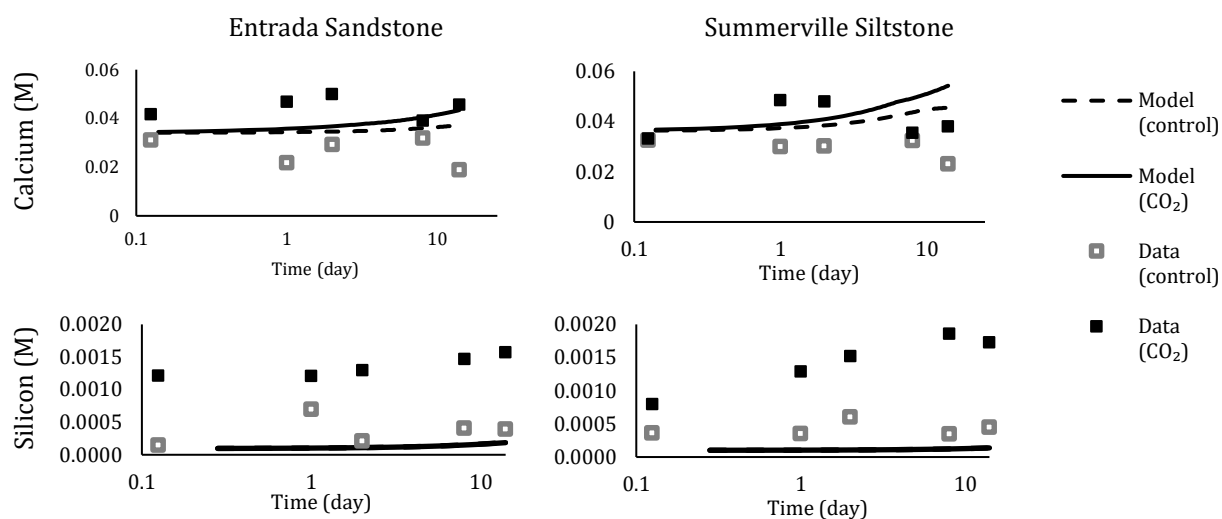 Entrada Sandstone
Summerville Siltstone
Calcium (M)
0.06
0.04
0.02
0
0.1
1
10
Time (day)
0.06
0.04
0.02
0
0.1
1
10
Time (day)
Model
(control)
Model
(CO₂)
Data
(control)
Data
(CO₂)
Silicon (M)
0.0020
0.0015
0.0010
0.0005
0.0000
0.1
1
10
Time (day)
0.0020
0.0015
0.0010
0.0005
0.0000
0.1
1
10
Time (day)